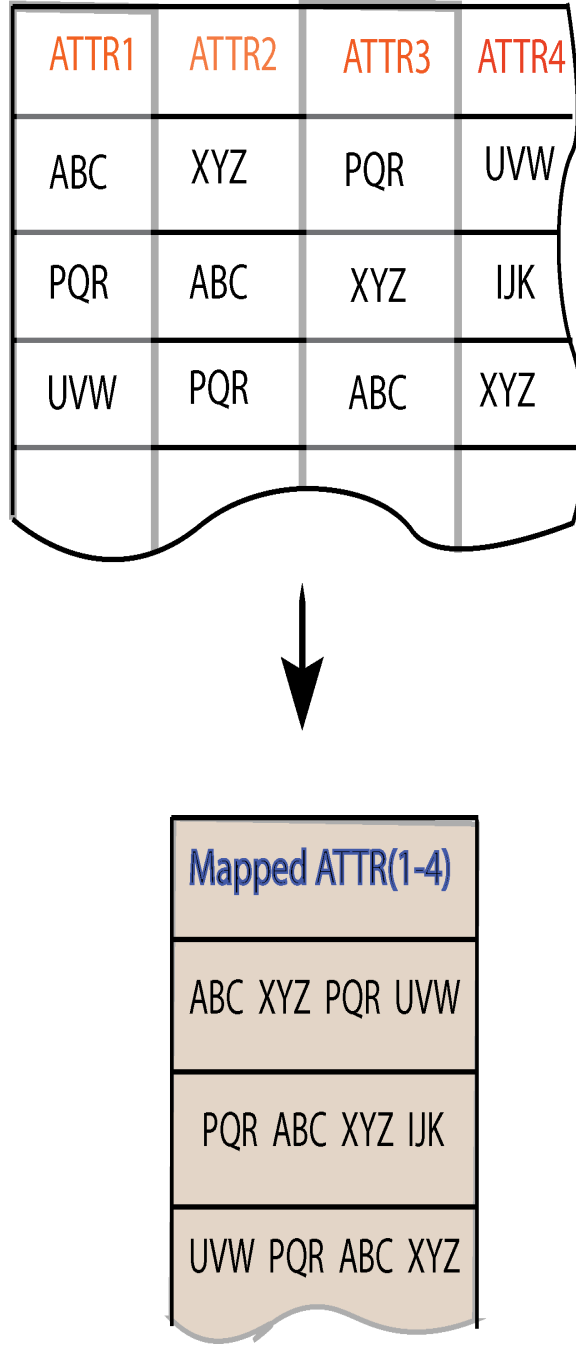 ATTR1 ATTR2 ATTR3 ATTR4
ABC XYZ PQR UVW
PQR ABC XYZ IJK
UVW PQR ABC XYZ
Mapped ATTR(1-4)
ABC XYZ PQR UVW
PQR ABC XYZ IJK
UVW PQR ABC XYZ